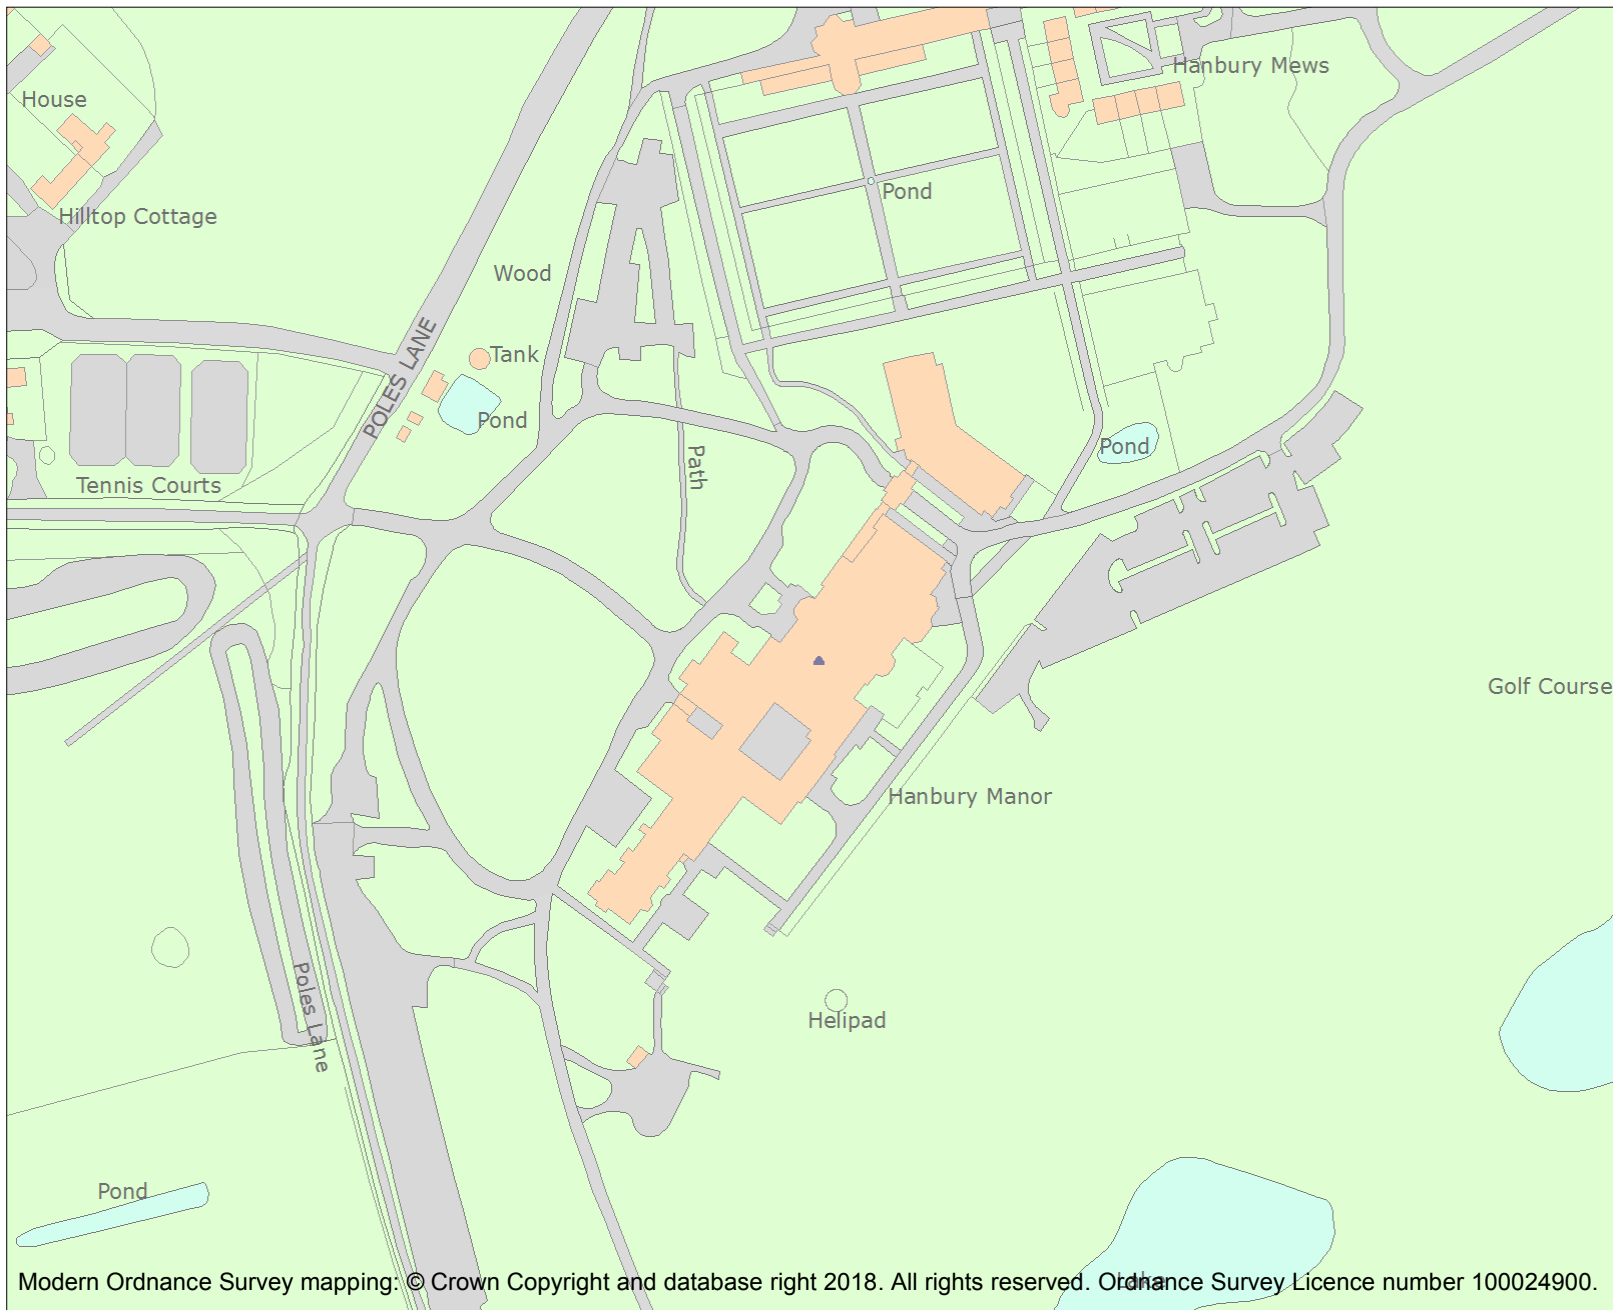 Hanbury Mews
House
Pond
Hilltop Cottage
Wood
POLES LANE
Tank
Pond
Pond
Path
Tennis Courts
Golf Course
Hanbury Manor
Poles Lane
Helipad
Pond
Lake
Modern Ordnance Survey mapping: © Crown Copyright and database right 2018. All rights reserved. Ordnance Survey Licence number 100024900.